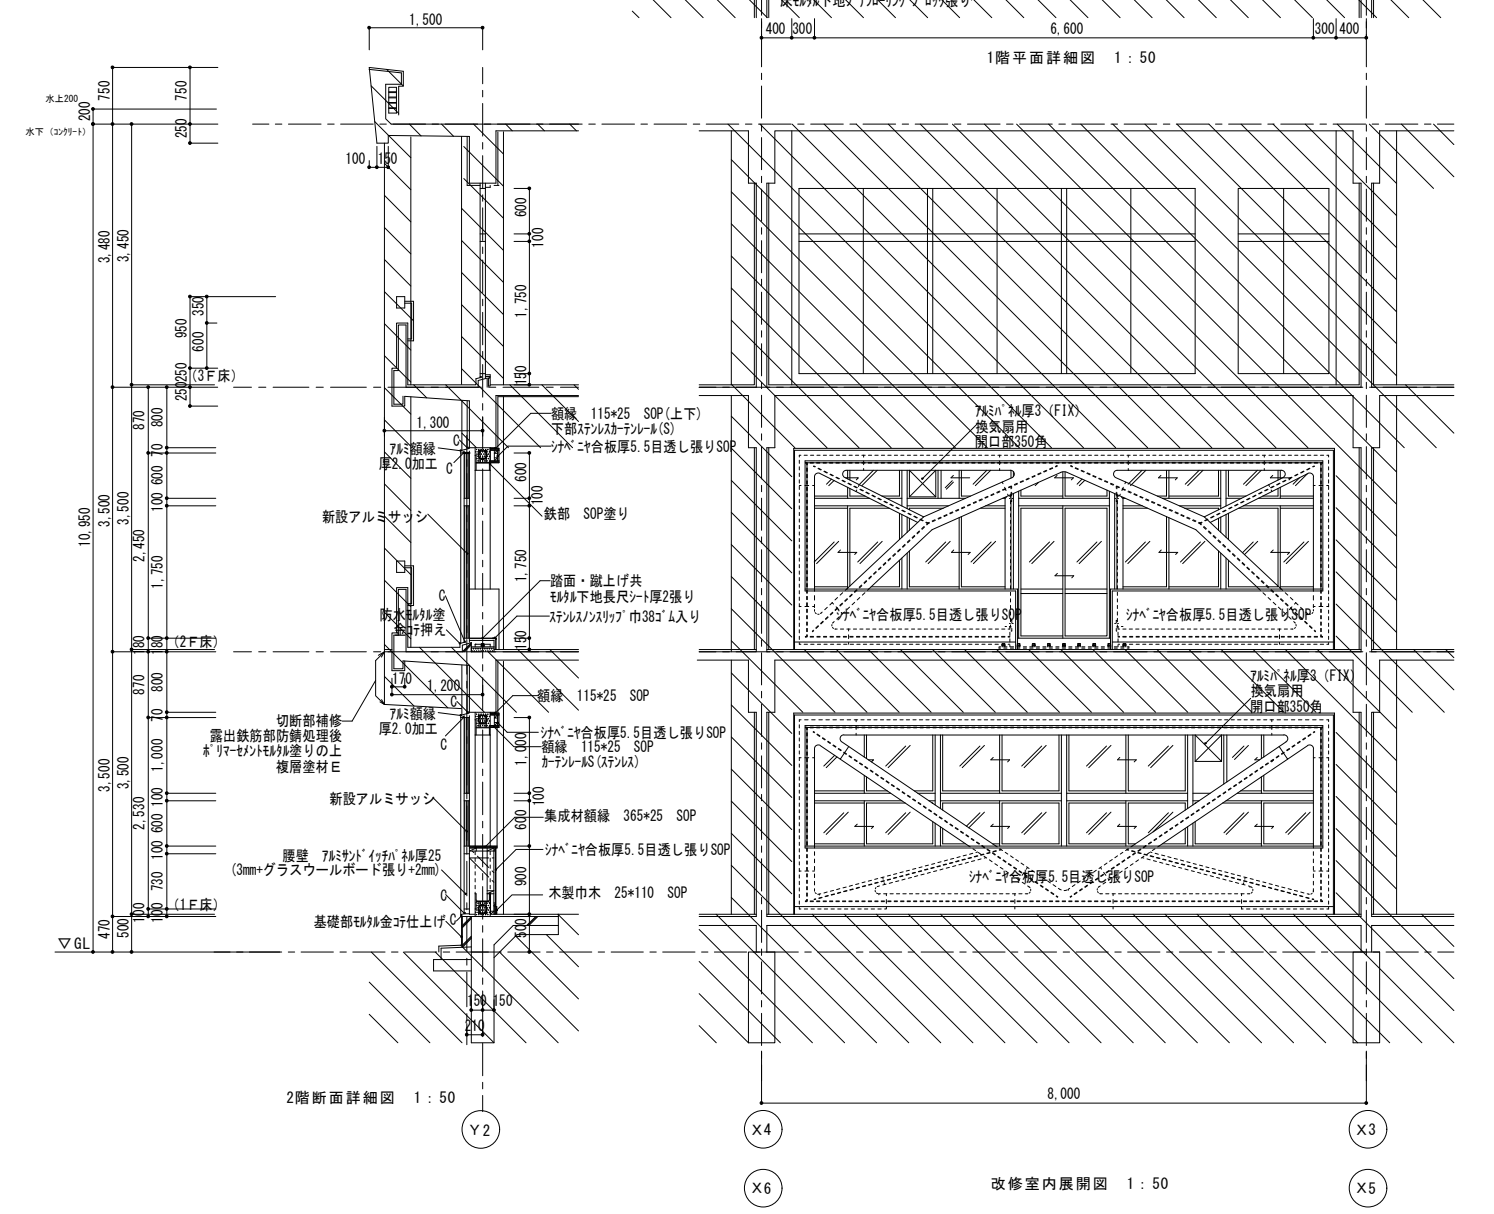 400
300
6,600
300
400
1階平面詳細図 1：50
1,500
750
750
水上200
200
水下（コンクリート）
250
100
150
3,480
3,450
600
100
1,750
150
350
950
600
250
250
(3Ｆ床)
870
800
70
1,300
額縁 115*25 SOP(上下)
下部ステンレスカーテンレール(S)
シナベニヤ合板厚5.5目透し張りSOP
アルミ額縁
厚2.0加工
C
C
600
100
鉄部 SOP塗り
新設アルミサッシ
アルミパネル厚3 (FIX)
換気扇用
開口部350角
10,950
3,500
3,500
2,450
600
100
1,750
1,750
踏面・蹴上げ共
モルタル下地長尺シート厚2張り
ステンレスノンスリップ巾38ゴム入り
C
防水モルタル塗
金コテ押え
シナベニヤ合板厚5.5目透し張りSOP
シナベニヤ合板厚5.5目透し張りSOP
180
180
(2Ｆ床)
150
870
800
70
170
1,200
額縁 115*25 SOP
アルミパネル厚3 (FIX)
換気扇用
開口部350角
C
アルミ額縁
厚2.0加工
C
切断部補修
露出鉄筋部防錆処理後
ポリマーセメントモルタル塗りの上
複層塗材Ｅ
シナベニヤ合板厚5.5目透し張りSOP
額縁 115*25 SOP
カーテンレールS(ステンレス)
1,000
1,000
3,500
3,500
2,530
100
100
新設アルミサッシ
600
600
集成材額縁 365*25 SOP
100
シナベニヤ合板厚5.5目透し張りSOP
腰壁 アルミサンドイッチパネル厚25
(3mm+グラスウールボード張り+2mm)
730
900
シナベニヤ合板厚5.5目透し張りSOP
木製巾木 25*110 SOP
C
100
100
(1Ｆ床)
基礎部モルタル金コテ仕上げ
C
470
500
500
▽GL
150
150
210
2階断面詳細図 1：50
8,000
Y2
X4
X3
改修室内展開図 1：50
X6
X5